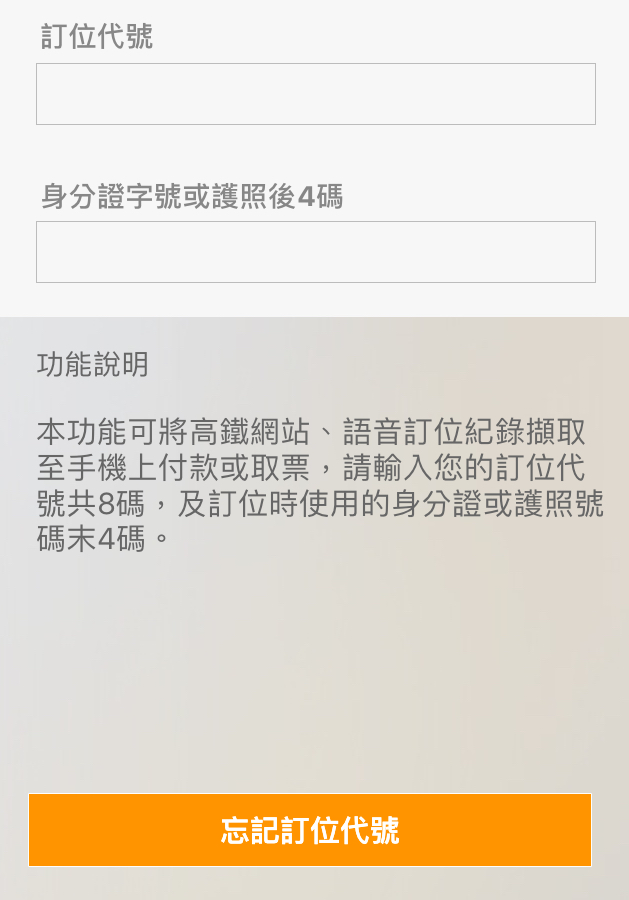 訂位代號
身分證字號或護照後4碼
功能說明
本功能可將高鐵網站、語音訂位紀錄擷取
至手機上付款或取票，請輸入您的訂位代
號共8碼，及訂位時使用的身分證或護照號
碼末4碼。
忘記訂位代號